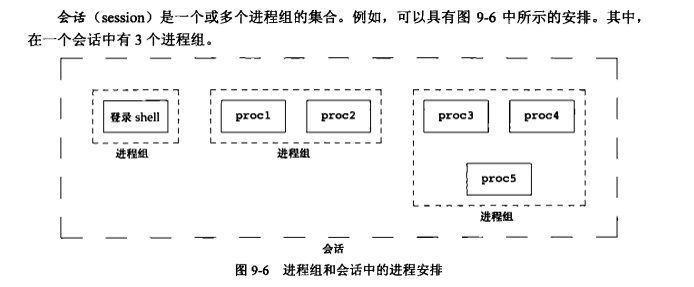 会话（session）是一个或多个进程组的集合。例如，可以具有图 9-6 中所示的安排。其中，
在一个会话中有 3 个进程组。
登录 shell
proc1
proc2
proc3
proc4
进程组
进程组
proc5
进程组
会话
图 9-6 进程组和会话中的进程安排